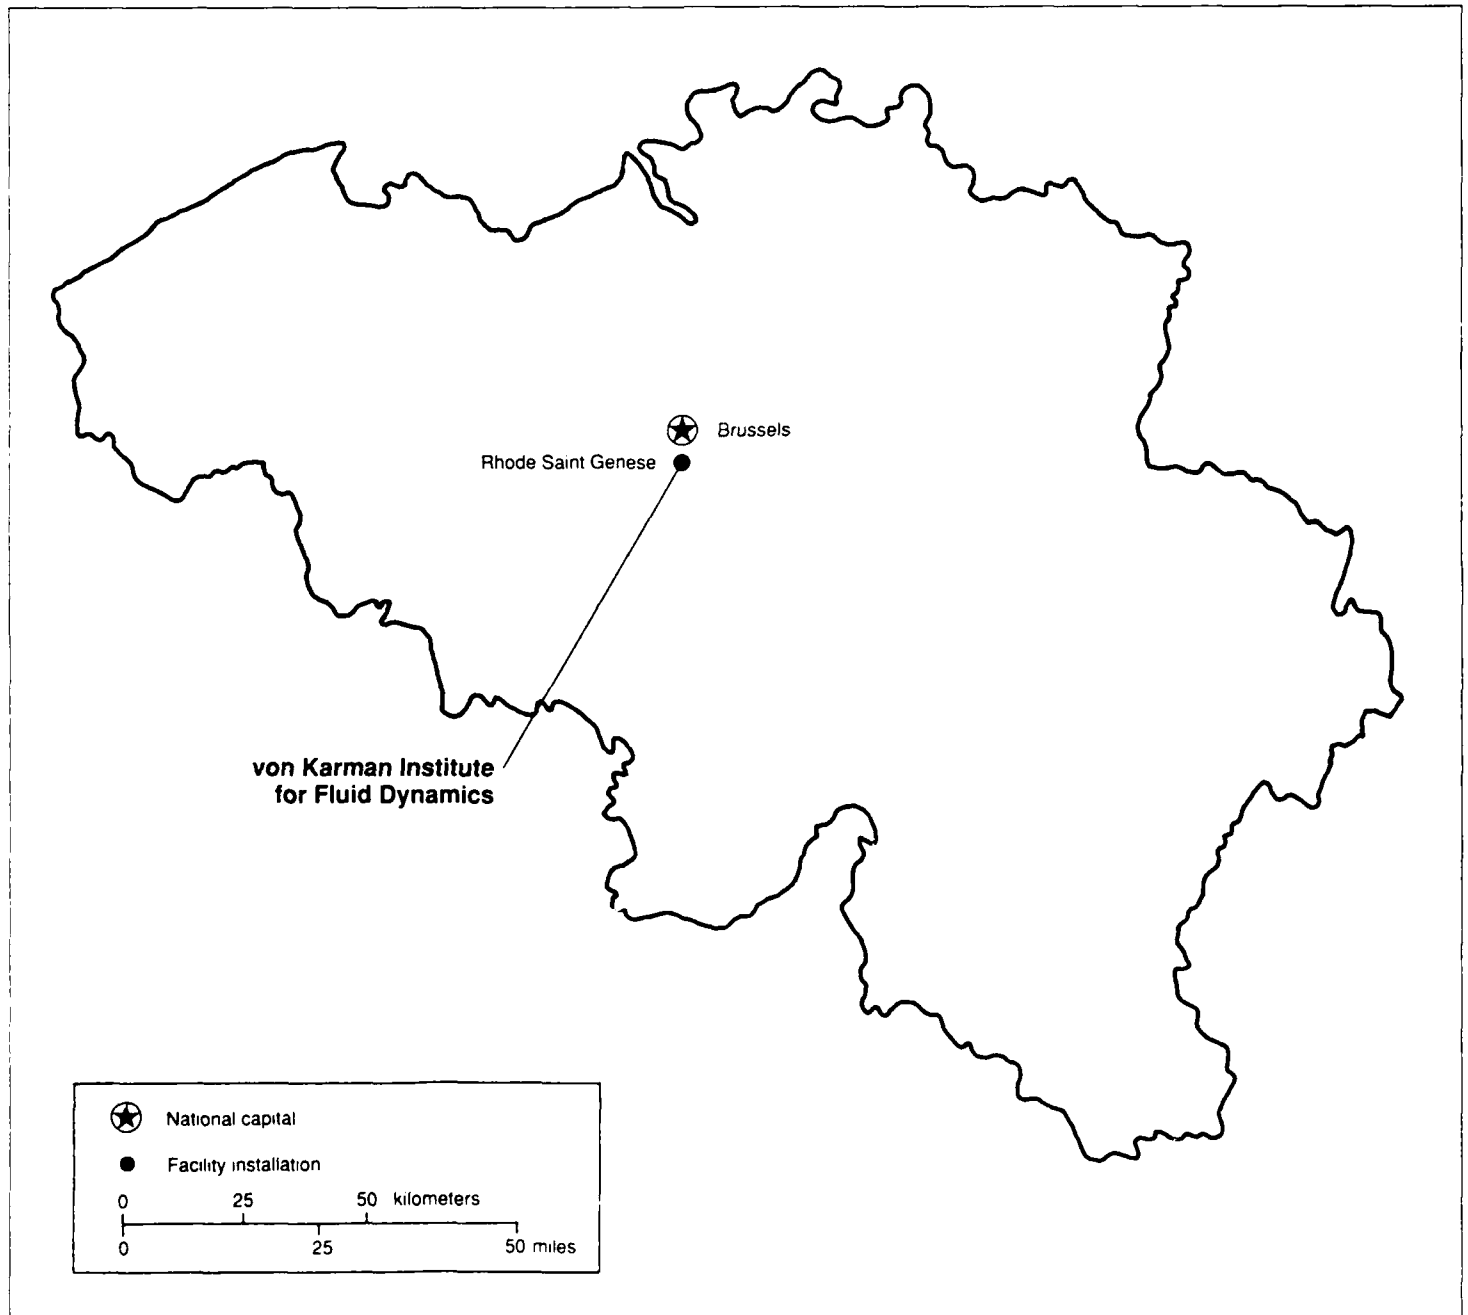 Brussels
Rhode Saint Genese
von Karman Institute
for Fluid Dynamics
National capital
Facility installation
0 25 50 kilometers
0 25 50 miles